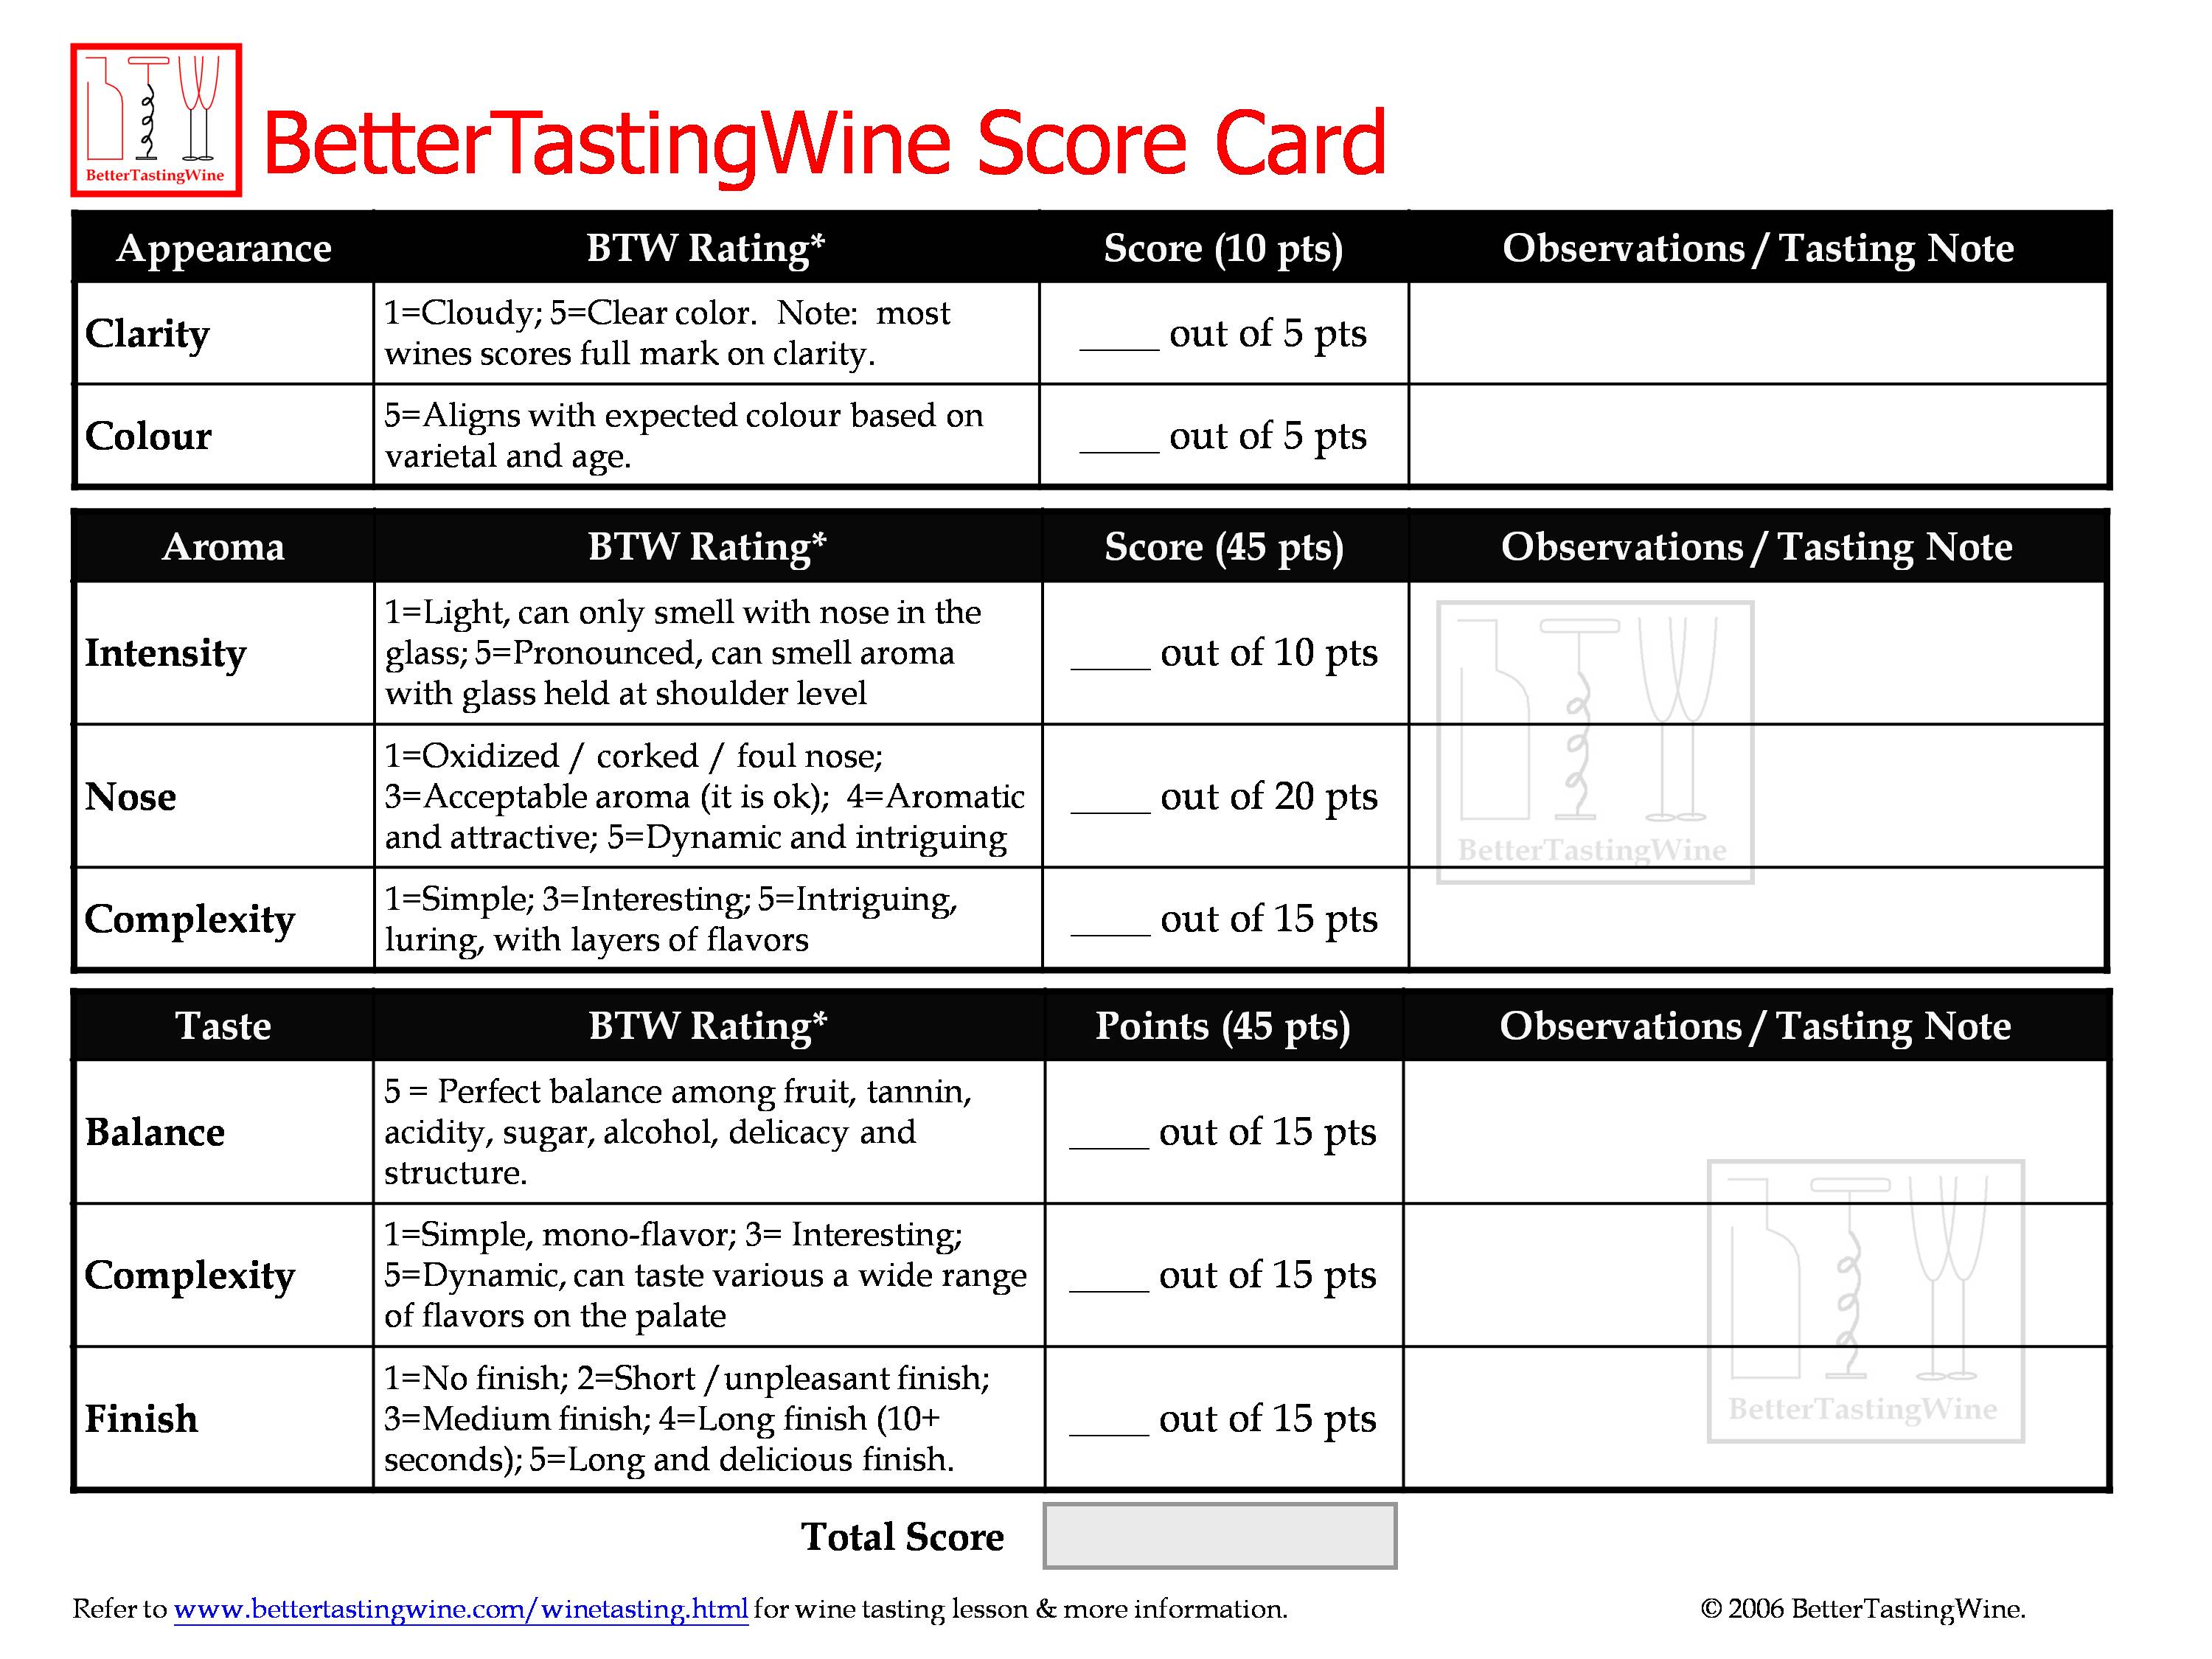 BetterTastingWine
BetterTastingWine Score Card
Appearance BTW Rating* Score (10 pts) Observations / Tasting Note
Clarity
1=Cloudy; 5=Clear color. Note: most
wines scores full mark on clarity.
____ out of 5 pts
Colour
5=Aligns with expected colour based on
varietal and age.
____ out of 5 pts
Aroma BTW Rating* Score (45 pts) Observations / Tasting Note
Intensity
1=Light, can only smell with nose in the
glass; 5=Pronounced, can smell aroma
with glass held at shoulder level
____ out of 10 pts
Nose
1=Oxidized / corked / foul nose;
3=Acceptable aroma (it is ok); 4=Aromatic
and attractive; 5=Dynamic and intriguing
____ out of 20 pts
BetterTastingWine
Complexity
1=Simple; 3=Interesting; 5=Intriguing,
luring, with layers of flavors
____ out of 15 pts
Taste BTW Rating* Points (45 pts) Observations / Tasting Note
Balance
5 = Perfect balance among fruit, tannin,
acidity, sugar, alcohol, delicacy and
structure.
____ out of 15 pts
Complexity
1=Simple, mono-flavor; 3= Interesting;
5=Dynamic, can taste various a wide range
of flavors on the palate
____ out of 15 pts
Finish
1=No finish; 2=Short / unpleasant finish;
3=Medium finish; 4=Long finish (10+
seconds); 5=Long and delicious finish.
____ out of 15 pts
BetterTastingWine
Total Score
Refer to www.bettertastingwine.com/winetasting.html for wine tasting lesson & more information.
© 2006 BetterTastingWine.